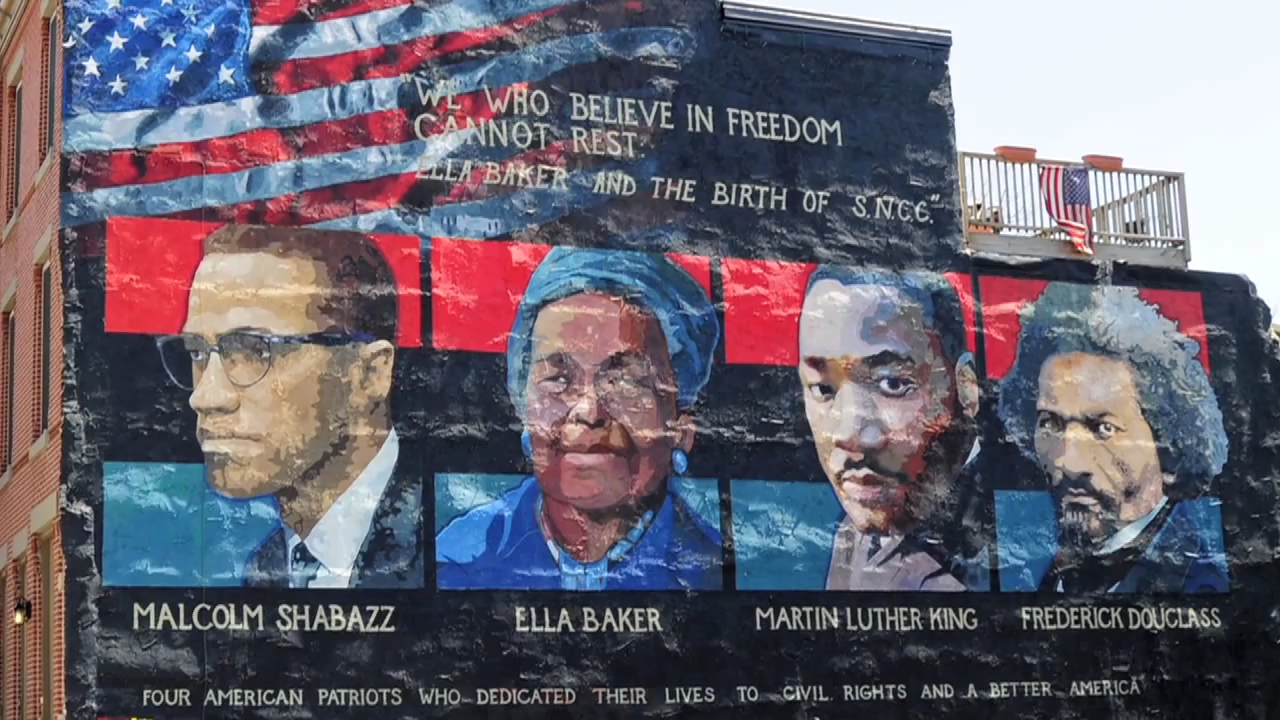 "WE WHO BELIEVE IN FREEDOM
CANNOT REST.
ELLA BAKER AND THE BIRTH OF S.N.C.C."
MALCOLM SHABAZZ
ELLA BAKER
MARTIN LUTHER KING
FREDERICK DOUGLASS
FOUR AMERICAN PATRIOTS WHO DEDICATED THEIR LIVES TO CIVIL RIGHTS AND A BETTER AMERICA